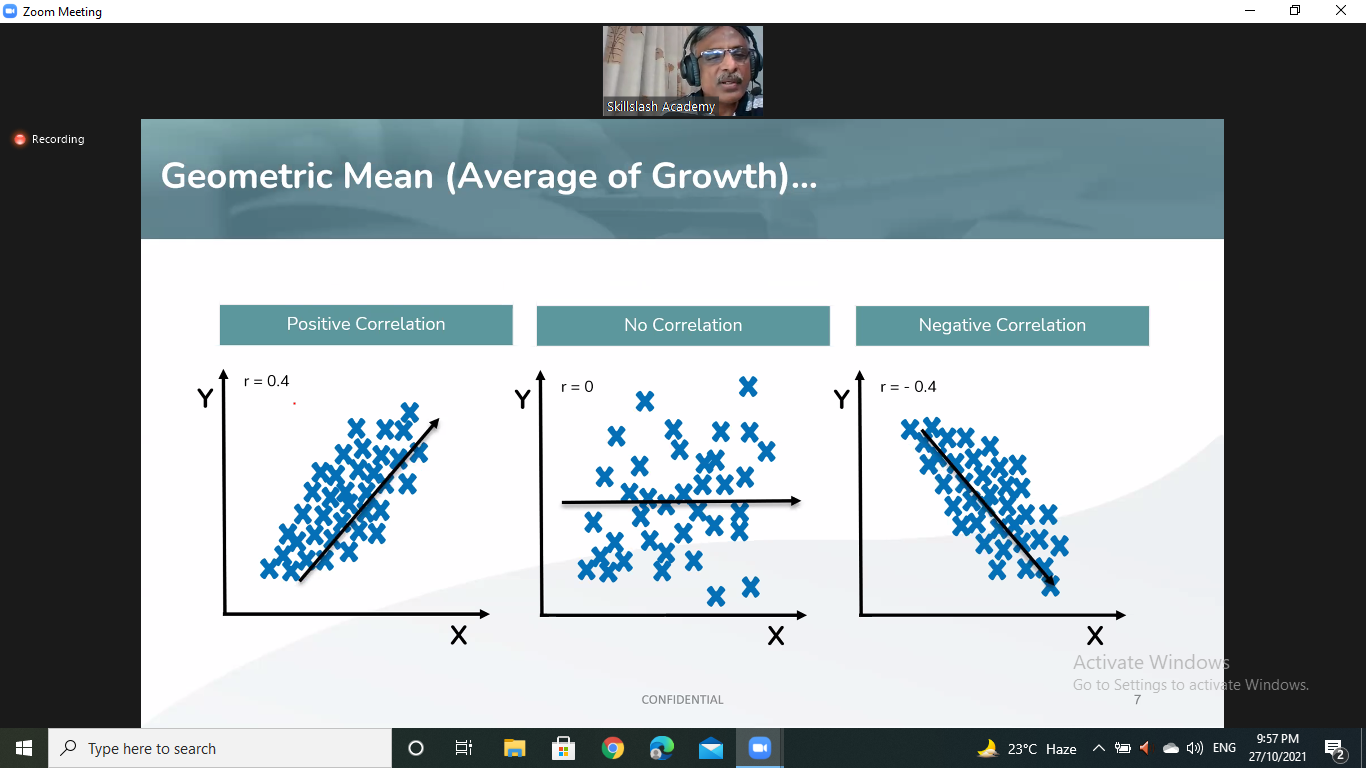 Zoom Meeting
Skillslash Academy
Recording
Geometric Mean (Average of Growth)...
Positive Correlation
No Correlation
Negative Correlation
Y
r = 0.4
X
Y
r = 0
X
Y
r = - 0.4
X
Activate Windows
Go to Settings to activate Windows.
CONFIDENTIAL
7
Type here to search
23°C Haze
ENG
9:57 PM
27/10/2021
2